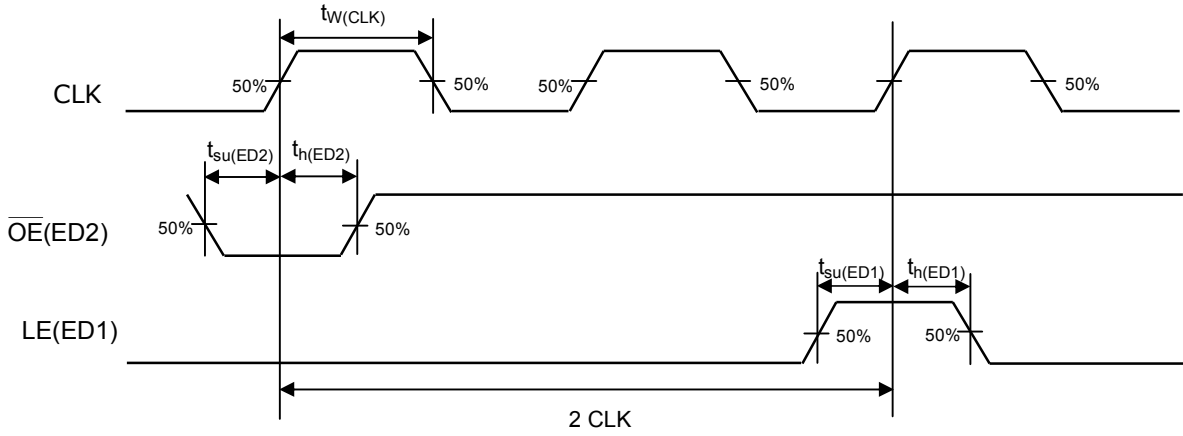 tW(CLK)
50%
50%
50%
50%
50%
CLK
tsu(ED2)
th(ED2)
50%
50%
OE(ED2)
tsu(ED1)
th(ED1)
LE(ED1)
50%
50%
2 CLK